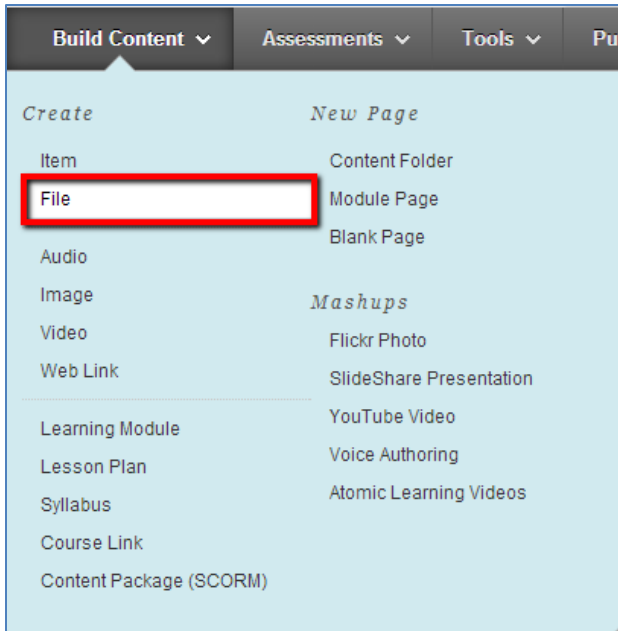 Build Content
Assessments
Tools
Pu
Create
Item
File
Audio
Image
Video
Web Link
Learning Module
Lesson Plan
Syllabus
Course Link
Content Package (SCORM)
New Page
Content Folder
Module Page
Blank Page
Mashups
Flickr Photo
SlideShare Presentation
YouTube Video
Voice Authoring
Atomic Learning Videos